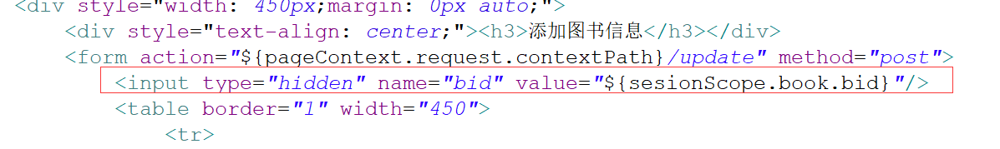 <div style="width: 450px;margin: 0px auto;">
<div style="text-align: center;"><h3>添加图书信息</h3></div>
<form action="${pageContext.request.contextPath}/update" method="post">
<input type="hidden" name="bid" value="${sesionScope.book.bid}"/>
<table border="1" width="450">
<tr>